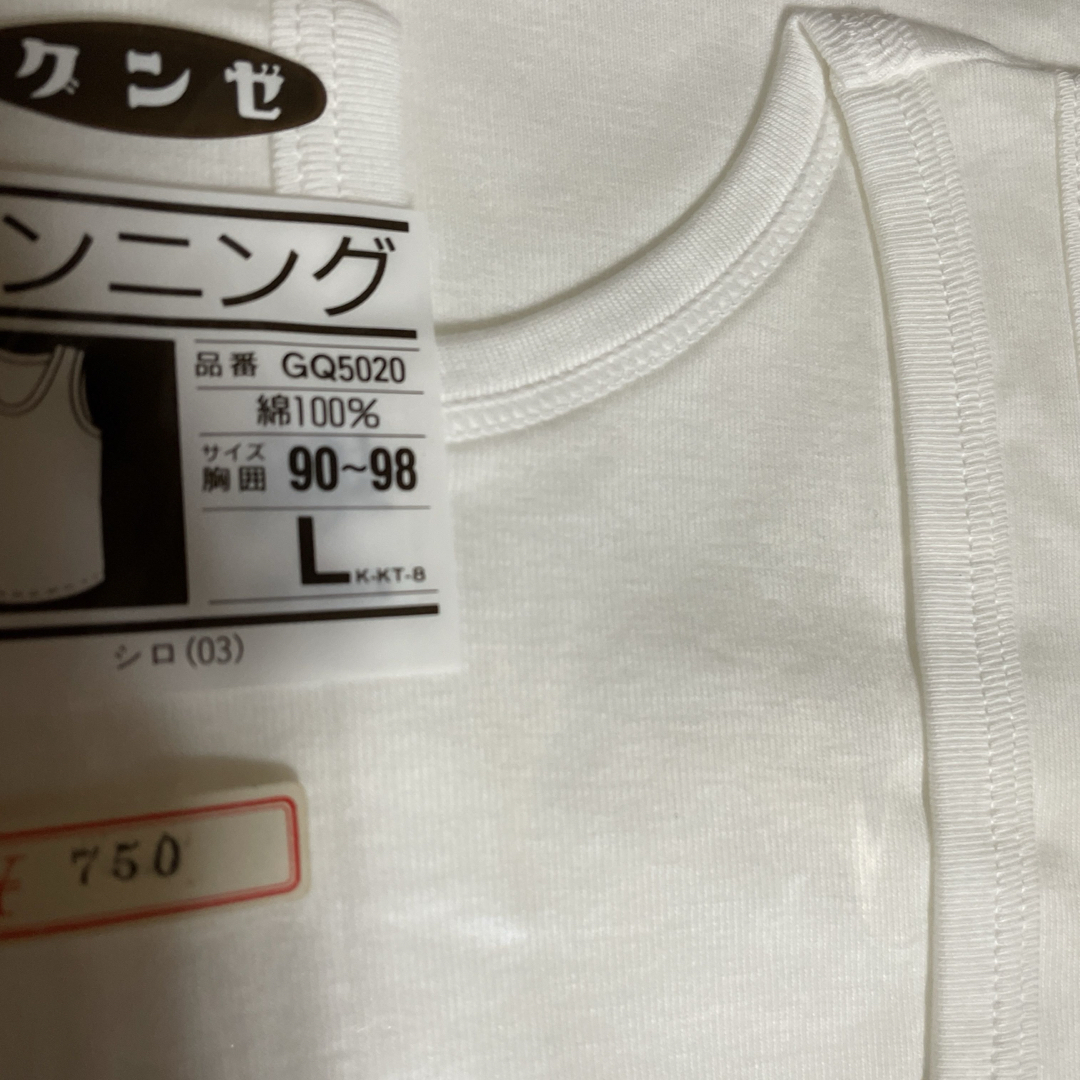 グンゼ
ンニング
品番 GQ5020
綿100%
サイズ
胸囲 90~98
L K-KT-B
シロ(03)
¥ 750